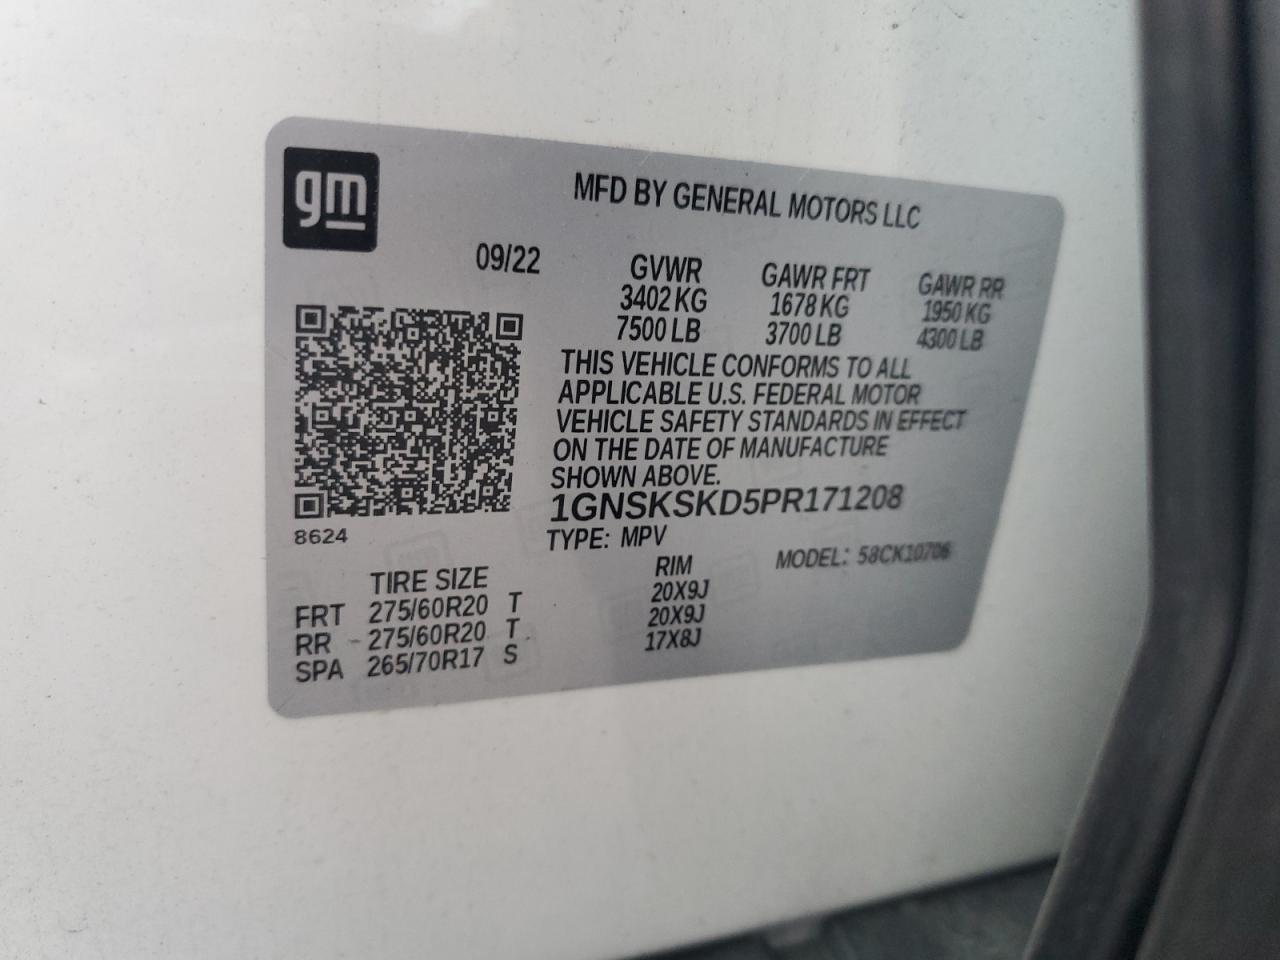 gm
MFD BY GENERAL MOTORS LLC
09/22 GVWR GAWR FRT GAWR RR
3402 KG 1678 KG 1950 KG
7500 LB 3700 LB 4300 LB
THIS VEHICLE CONFORMS TO ALL
APPLICABLE U.S. FEDERAL MOTOR
VEHICLE SAFETY STANDARDS IN EFFECT
ON THE DATE OF MANUFACTURE
SHOWN ABOVE.
1GNSKSKD5PR171208
8624
TYPE: MPV MODEL: 58CK10706
TIRE SIZE RIM
FRT 275/60R20 T 20X9J
RR 275/60R20 T 20X9J
SPA 265/70R17 S 17X8J